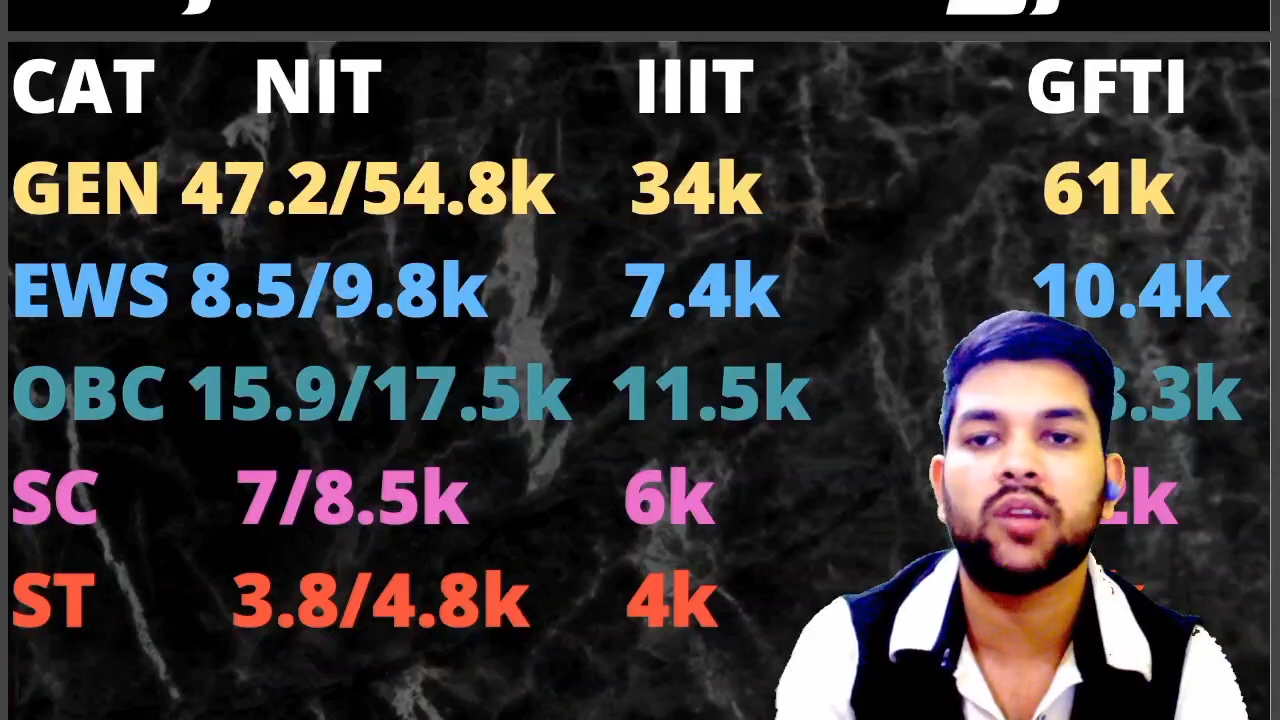 CAT NIT IIIT GFTI
GEN 47.2/54.8k 34k 61k
EWS 8.5/9.8k 7.4k 10.4k
OBC 15.9/17.5k 11.5k
SC 7/8.5k 6k
ST 3.8/4.8k 4k